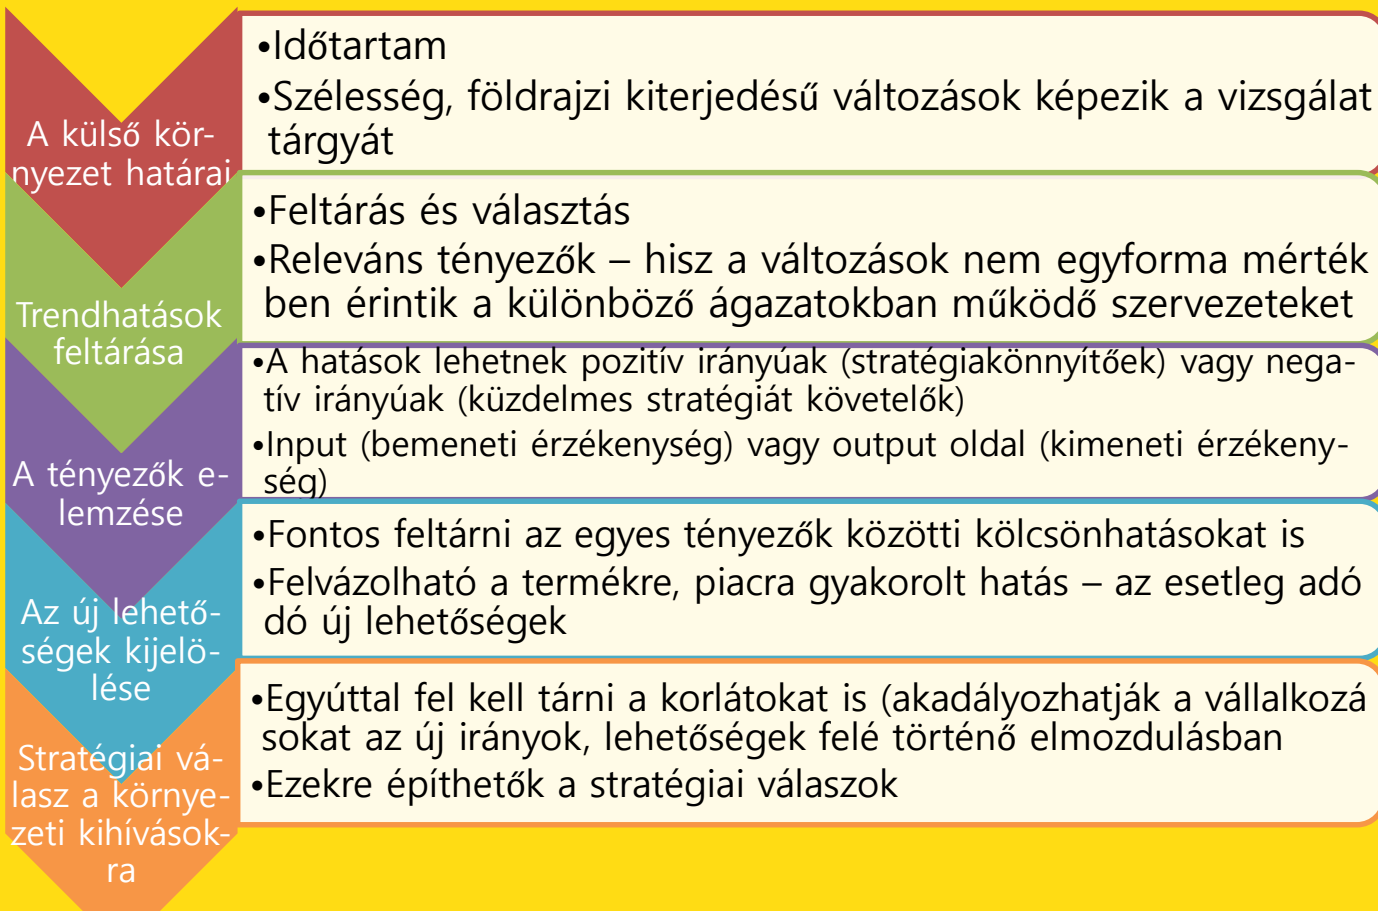 A külső kör-
nyezet határai
•Időtartam
•Szélesség, földrajzi kiterjedésű változások képezik a vizsgálat
tárgyát
Trendhatások
feltárása
•Feltárás és választás
•Releváns tényezők – hisz a változások nem egyforma mérték
ben érintik a különböző ágazatokban működő szervezeteket
A tényezők e-
lemzése
•A hatások lehetnek pozitív irányúak (stratégiakönnyítőek) vagy nega-
tív irányúak (küzdelmes stratégiát követelők)
•Input (bemeneti érzékenység) vagy output oldal (kimeneti érzékeny-
ség)
Az új lehető-
ségek kijelö-
lése
•Fontos feltárni az egyes tényezők közötti kölcsönhatásokat is
•Felvázolható a termékre, piacra gyakorolt hatás – az esetleg adó
dó új lehetőségek
Stratégiai vá-
lasz a környe-
zeti kihívások-
ra
•Egyúttal fel kell tárni a korlátokat is (akadályozhatják a vállalkozá
sokat az új irányok, lehetőségek felé történő elmozdulásban
•Ezekre építhetők a stratégiai válaszok